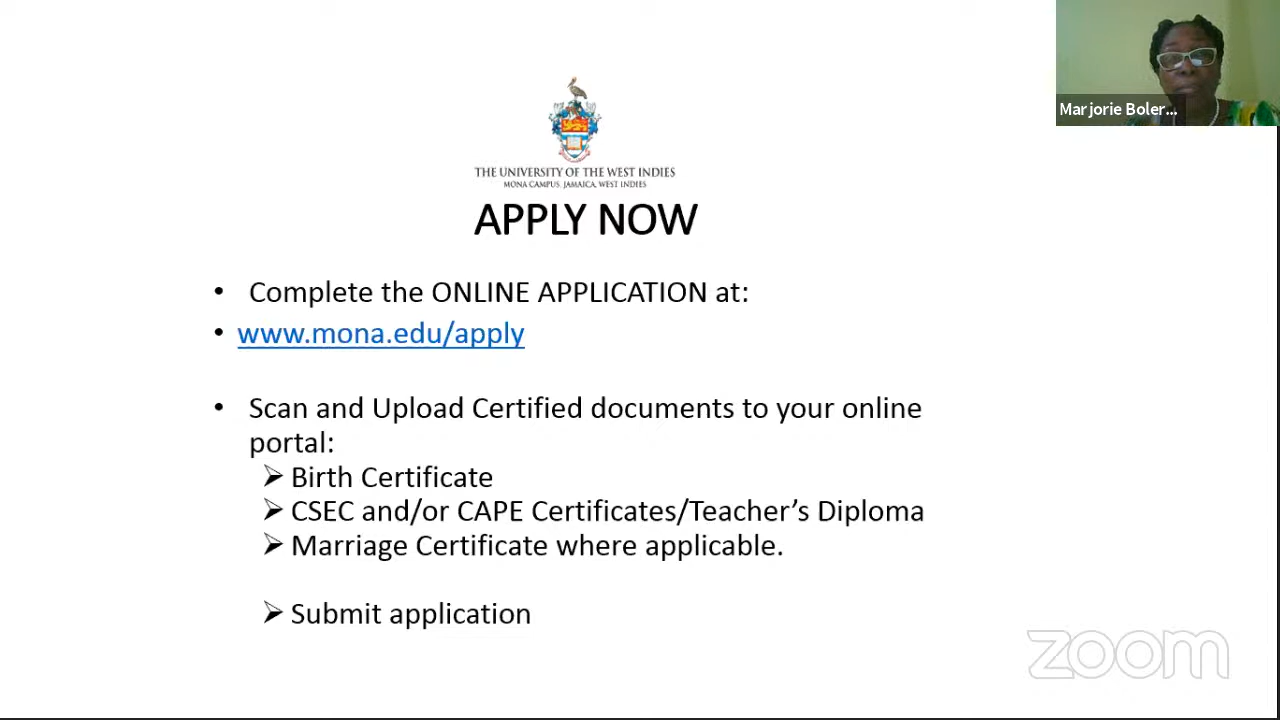 Marjorie Boler...
THE UNIVERSITY OF THE WEST INDIES
MONA CAMPUS, JAMAICA, WEST INDIES
APPLY NOW
• Complete the ONLINE APPLICATION at:
• www.mona.edu/apply
• Scan and Upload Certified documents to your online
portal:
➢ Birth Certificate
➢ CSEC and/or CAPE Certificates/Teacher’s Diploma
➢ Marriage Certificate where applicable.
➢ Submit application
zoom